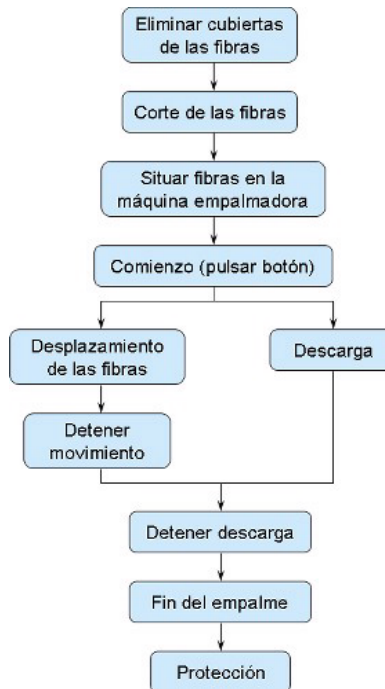 Eliminar cubiertas
de las fibras
Corte de las fibras
Situar fibras en la
máquina empalmadora
Comienzo (pulsar botón)
Desplazamiento
de las fibras
Descarga
Detener
movimiento
Detener descarga
Fin del empalme
Protección